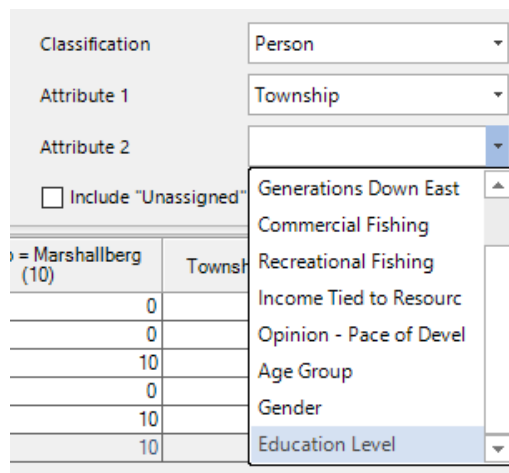 Classification Person
Attribute 1 Township
Attribute 2
Include "Unassigned"
Generations Down East
Commercial Fishing
Recreational Fishing
Income Tied to Resourc
Opinion - Pace of Devel
Age Group
Gender
Education Level
= Marshallberg
(10)
Townsh
0
0
10
0
10
10